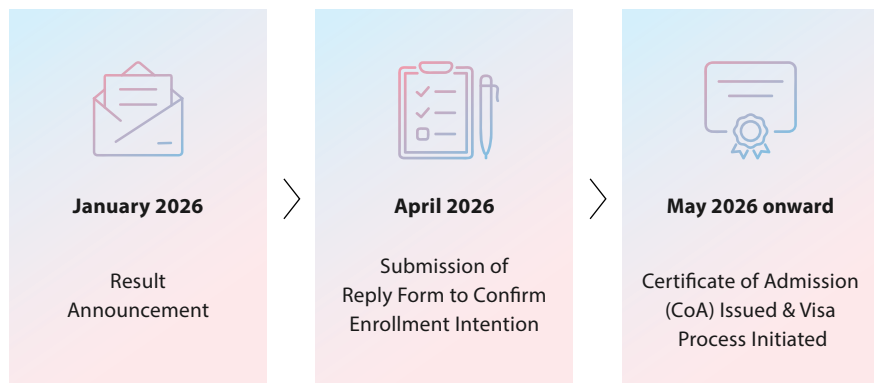 January 2026
Result
Announcement
April 2026
Submission of
Reply Form to Confirm
Enrollment Intention
May 2026 onward
Certificate of Admission
(CoA) Issued & Visa
Process Initiated